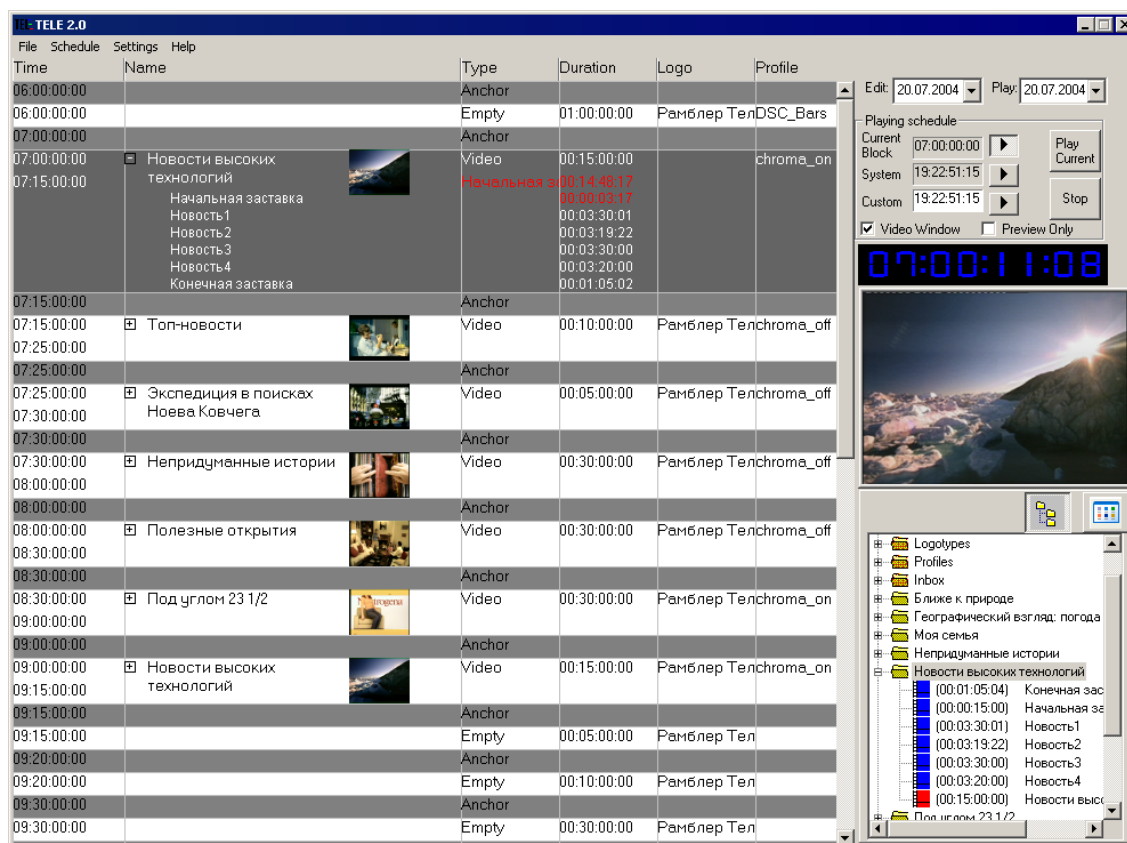 TELE 2.0
File Schedule Settings Help
Time Name Type Duration Logo Profile
06:00:00:00 Anchor
06:00:00:00 Empty 01:00:00:00 Рамблер Тел DSC_Bars
07:00:00:00 Anchor
07:00:00:00 Новости высоких Video 00:15:00:00 chroma_on
07:15:00:00 технологий Начальная за 00:14:48:17
Начальная заставка 00:00:03:17
Новость1 00:03:30:01
Новость2 00:03:19:22
Новость3 00:03:30:00
Новость4 00:03:20:00
Конечная заставка 00:01:05:02
07:15:00:00 Anchor
07:15:00:00 Топ-новости Video 00:10:00:00 Рамблер Тел chroma_off
07:25:00:00
07:25:00:00 Anchor
07:25:00:00 Экспедиция в поисках Video 00:05:00:00 Рамблер Тел chroma_off
07:30:00:00 Ноева Ковчега
07:30:00:00 Anchor
07:30:00:00 Непридуманные истории Video 00:30:00:00 Рамблер Тел chroma_off
08:00:00:00
08:00:00:00 Anchor
08:00:00:00 Полезные открытия Video 00:30:00:00 Рамблер Тел chroma_off
08:30:00:00
08:30:00:00 Anchor
08:30:00:00 Под углом 23 1/2 Video 00:30:00:00 Рамблер Тел chroma_on
09:00:00:00
09:00:00:00 Anchor
09:00:00:00 Новости высоких Video 00:15:00:00 Рамблер Тел chroma_on
09:15:00:00 технологий
09:15:00:00 Anchor
09:15:00:00 Empty 00:05:00:00 Рамблер Тел
09:20:00:00 Anchor
09:20:00:00 Empty 00:10:00:00 Рамблер Тел
09:30:00:00 Anchor
09:30:00:00 Empty 00:30:00:00 Рамблер Тел
Edit: 20.07.2004 Play: 20.07.2004
Playing schedule
Current Block 07:00:00:00 Play Current
System 19:22:51:15
Custom 19:22:51:15 Stop
Video Window Preview Only
07:00:11:08
Logotypes
Profiles
Inbox
Ближе к природе
Географический взгляд: погода
Моя семья
Непридуманные истории
Новости высоких технологий
(00:01:05:04) Конечная зас
(00:00:15:00) Начальная за
(00:03:30:01) Новость1
(00:03:19:22) Новость2
(00:03:30:00) Новость3
(00:03:20:00) Новость4
(00:15:00:00) Новости высо
Под углом 23 1/2